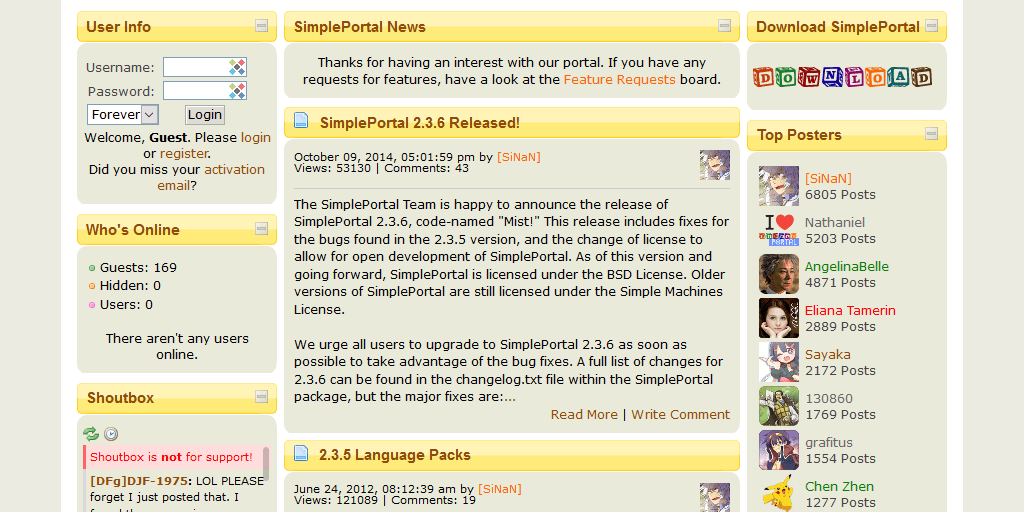 User Info
Username:
Password:
Forever
Login
Welcome, Guest. Please login
or register.
Did you miss your activation
email?
Who's Online
Guests: 169
Hidden: 0
Users: 0
There aren't any users
online.
Shoutbox
Shoutbox is not for support!
[DFg]DJF-1975: LOL PLEASE
forget I just posted that. I
SimplePortal News
Thanks for having an interest with our portal. If you have any
requests for features, have a look at the Feature Requests board.
SimplePortal 2.3.6 Released!
October 09, 2014, 05:01:59 pm by [SiNaN]
Views: 53130 | Comments: 43
The SimplePortal Team is happy to announce the release of
SimplePortal 2.3.6, code-named "Mist!" This release includes fixes for
the bugs found in the 2.3.5 version, and the change of license to
allow for open development of SimplePortal. As of this version and
going forward, SimplePortal is licensed under the BSD License. Older
versions of SimplePortal are still licensed under the Simple Machines
License.
We urge all users to upgrade to SimplePortal 2.3.6 as soon as
possible to take advantage of the bug fixes. A full list of changes for
2.3.6 can be found in the changelog.txt file within the SimplePortal
package, but the major fixes are:...
Read More | Write Comment
2.3.5 Language Packs
June 24, 2012, 08:12:39 am by [SiNaN]
Views: 121089 | Comments: 19
Download SimplePortal
DOWNLOAD
Top Posters
[SiNaN]
6805 Posts
I
Nathaniel
5203 Posts
AngelinaBelle
4871 Posts
Eliana Tamerin
2889 Posts
Sayaka
2172 Posts
130860
1769 Posts
grafitus
1554 Posts
Chen Zhen
1277 Posts